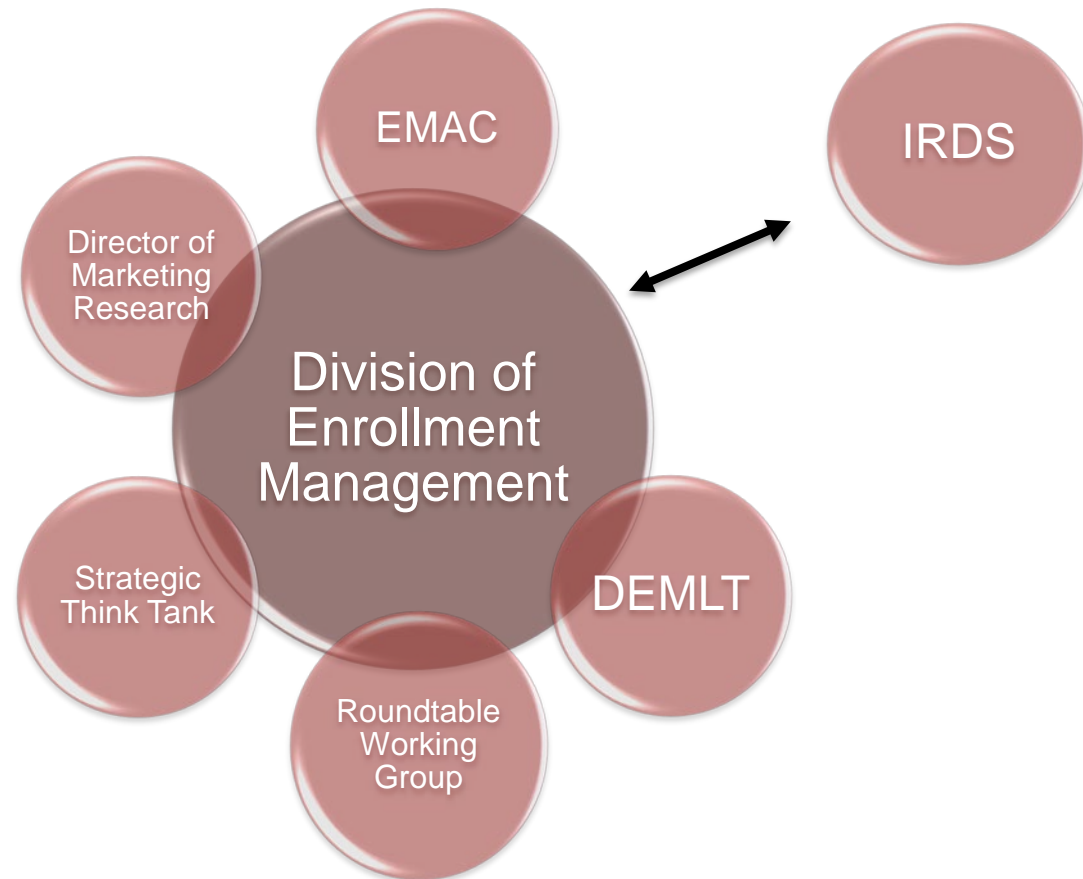 EMAC
IRDS
Director of
Marketing
Research
Division of
Enrollment
Management
Strategic
Think Tank
DEMLT
Roundtable
Working
Group